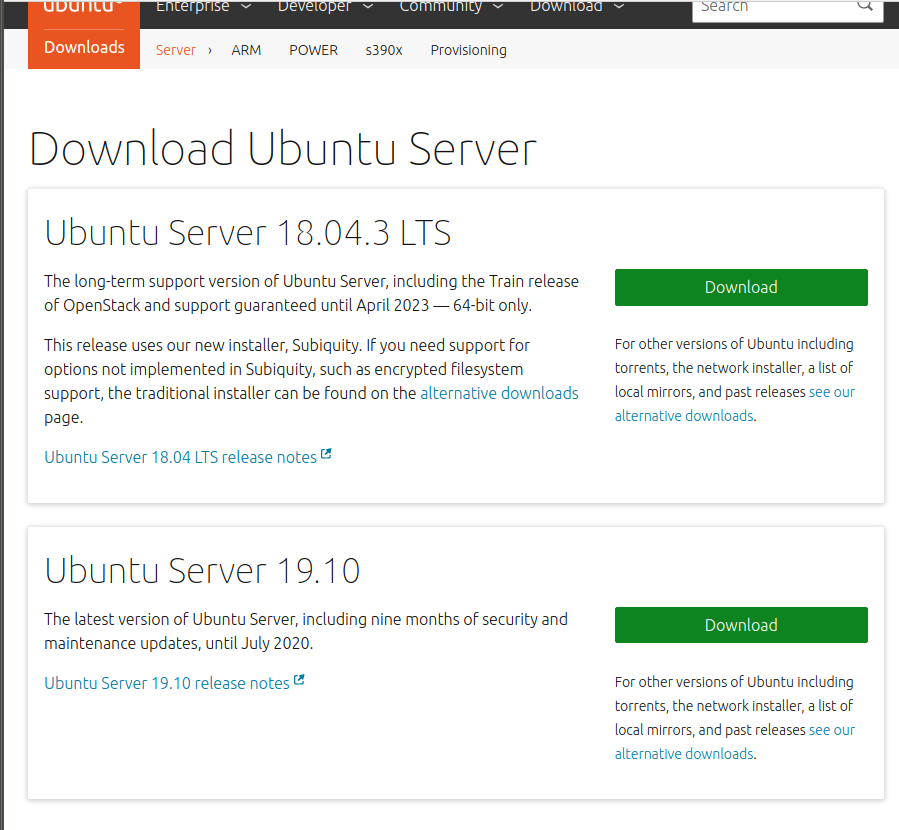 ubuntu Enterprise Developer Community Download Search
Downloads Server › ARM POWER s390x Provisioning
Download Ubuntu Server
Ubuntu Server 18.04.3 LTS
The long-term support version of Ubuntu Server, including the Train release
of OpenStack and support guaranteed until April 2023 — 64-bit only.
This release uses our new installer, Subiquity. If you need support for
options not implemented in Subiquity, such as encrypted filesystem
support, the traditional installer can be found on the alternative downloads
page.
Ubuntu Server 18.04 LTS release notes
Download
For other versions of Ubuntu including
torrents, the network installer, a list of
local mirrors, and past releases see our
alternative downloads.
Ubuntu Server 19.10
The latest version of Ubuntu Server, including nine months of security and
maintenance updates, until July 2020.
Ubuntu Server 19.10 release notes
Download
For other versions of Ubuntu including
torrents, the network installer, a list of
local mirrors, and past releases see our
alternative downloads.